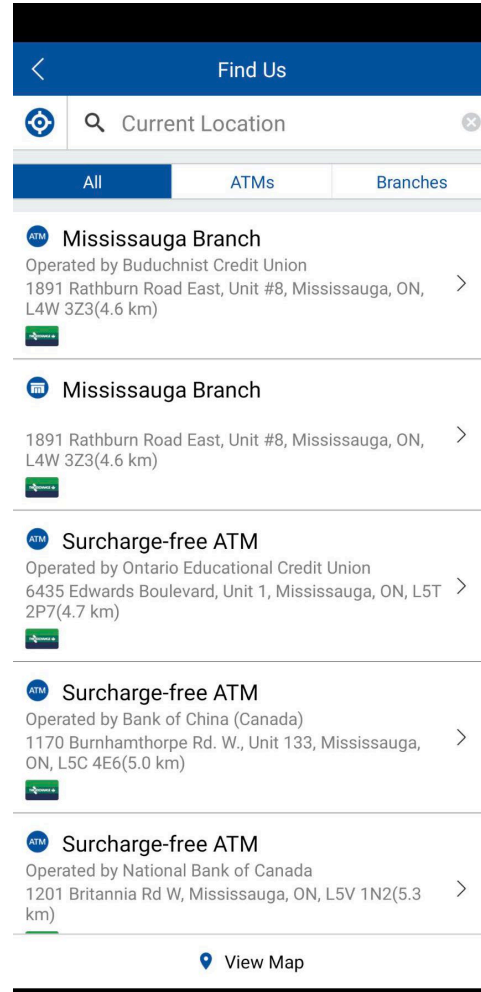 Find Us
Current Location
All ATMs Branches
ATM Mississauga Branch
Operated by Buduchnist Credit Union
1891 Rathburn Road East, Unit #8, Mississauga, ON,
L4W 3Z3(4.6 km)
Mississauga Branch
1891 Rathburn Road East, Unit #8, Mississauga, ON,
L4W 3Z3(4.6 km)
ATM Surcharge-free ATM
Operated by Ontario Educational Credit Union
6435 Edwards Boulevard, Unit 1, Mississauga, ON, L5T
2P7(4.7 km)
ATM Surcharge-free ATM
Operated by Bank of China (Canada)
1170 Burnhamthorpe Rd. W., Unit 133, Mississauga,
ON, L5C 4E6(5.0 km)
ATM Surcharge-free ATM
Operated by National Bank of Canada
1201 Britannia Rd W, Mississauga, ON, L5V 1N2(5.3
km)
View Map